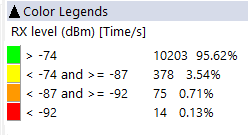 Color Legends
RX level (dBm) [Time/s]
> -74 10203 95.62%
< -74 and >= -87 378 3.54%
< -87 and >= -92 75 0.71%
< -92 14 0.13%